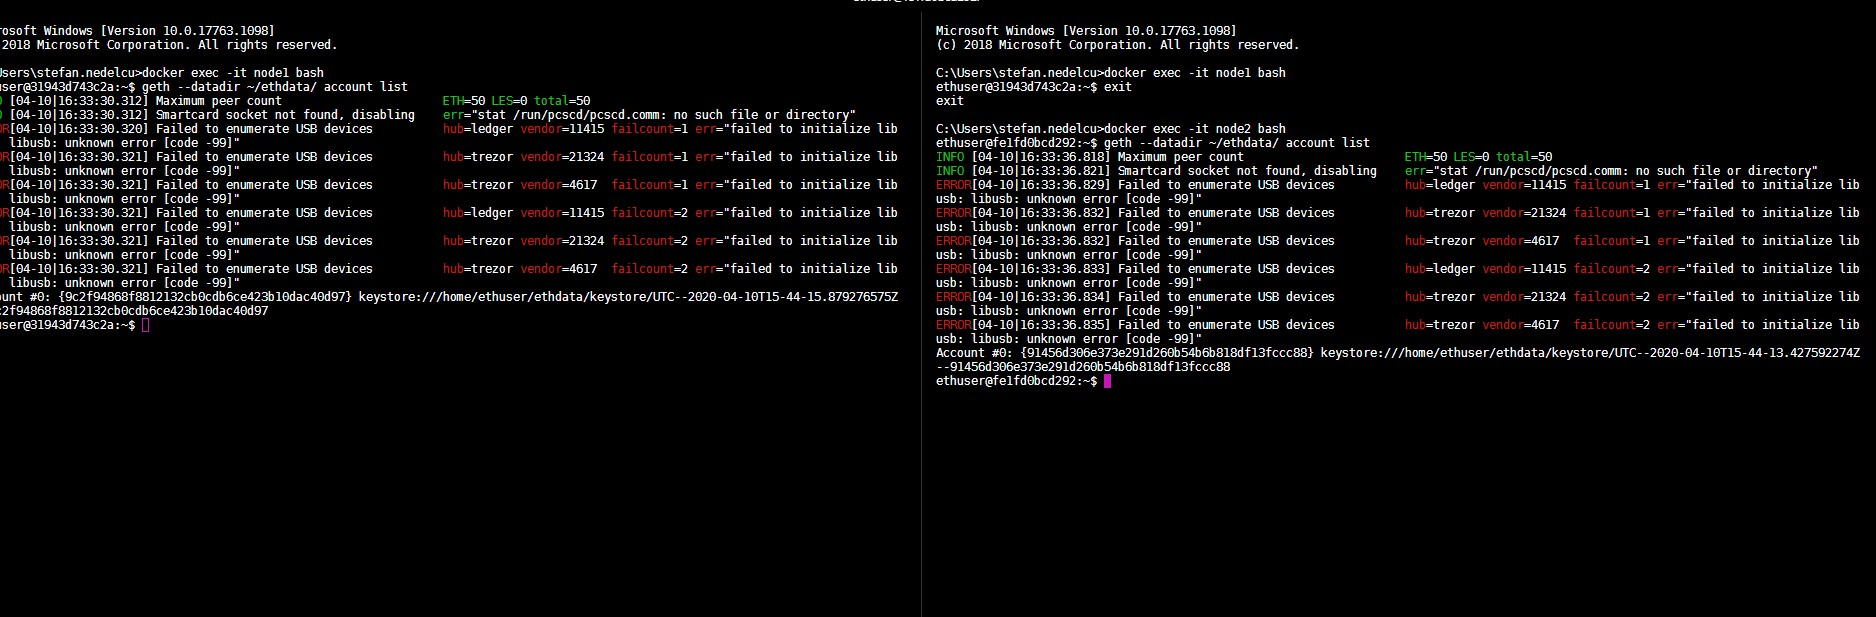 rosoft Windows [Version 10.0.17763.1098]
2018 Microsoft Corporation. All rights reserved.
Users\stefan.nedelcu>docker exec -it node1 bash
user@31943d743c2a:~$ geth --datadir ~/ethdata/ account list
O [04-10|16:33:30.312] Maximum peer count ETH=50 LES=0 total=50
O [04-10|16:33:30.312] Smartcard socket not found, disabling err="stat /run/pcscd/pcscd.comm: no such file or directory"
OR[04-10|16:33:30.320] Failed to enumerate USB devices hub=ledger vendor=11415 failcount=1 err="failed to initialize lib
libusb: unknown error [code -99]"
OR[04-10|16:33:30.321] Failed to enumerate USB devices hub=trezor vendor=21324 failcount=1 err="failed to initialize lib
libusb: unknown error [code -99]"
OR[04-10|16:33:30.321] Failed to enumerate USB devices hub=trezor vendor=4617 failcount=1 err="failed to initialize lib
libusb: unknown error [code -99]"
OR[04-10|16:33:30.321] Failed to enumerate USB devices hub=ledger vendor=11415 failcount=2 err="failed to initialize lib
libusb: unknown error [code -99]"
OR[04-10|16:33:30.321] Failed to enumerate USB devices hub=trezor vendor=21324 failcount=2 err="failed to initialize lib
libusb: unknown error [code -99]"
OR[04-10|16:33:30.321] Failed to enumerate USB devices hub=trezor vendor=4617 failcount=2 err="failed to initialize lib
libusb: unknown error [code -99]"
ount #0: {9c2f94868f8812132cb0cdb6ce423b10dac40d97} keystore:///home/ethuser/ethdata/keystore/UTC--2020-04-10T15-44-15.879276575Z
c2f94868f8812132cb0cdb6ce423b10dac40d97
user@31943d743c2a:~$
Microsoft Windows [Version 10.0.17763.1098]
(c) 2018 Microsoft Corporation. All rights reserved.
C:\Users\stefan.nedelcu>docker exec -it node1 bash
ethuser@31943d743c2a:~$ exit
exit
C:\Users\stefan.nedelcu>docker exec -it node2 bash
ethuser@fe1fd0bcd292:~$ geth --datadir ~/ethdata/ account list
INFO [04-10|16:33:36.818] Maximum peer count ETH=50 LES=0 total=50
INFO [04-10|16:33:36.821] Smartcard socket not found, disabling err="stat /run/pcscd/pcscd.comm: no such file or directory"
ERROR[04-10|16:33:36.829] Failed to enumerate USB devices hub=ledger vendor=11415 failcount=1 err="failed to initialize lib
usb: libusb: unknown error [code -99]"
ERROR[04-10|16:33:36.832] Failed to enumerate USB devices hub=trezor vendor=21324 failcount=1 err="failed to initialize lib
usb: libusb: unknown error [code -99]"
ERROR[04-10|16:33:36.832] Failed to enumerate USB devices hub=trezor vendor=4617 failcount=1 err="failed to initialize lib
usb: libusb: unknown error [code -99]"
ERROR[04-10|16:33:36.833] Failed to enumerate USB devices hub=ledger vendor=11415 failcount=2 err="failed to initialize lib
usb: libusb: unknown error [code -99]"
ERROR[04-10|16:33:36.834] Failed to enumerate USB devices hub=trezor vendor=21324 failcount=2 err="failed to initialize lib
usb: libusb: unknown error [code -99]"
ERROR[04-10|16:33:36.835] Failed to enumerate USB devices hub=trezor vendor=4617 failcount=2 err="failed to initialize lib
usb: libusb: unknown error [code -99]"
Account #0: {91456d306e373e291d260b54b6b818df13fccc88} keystore:///home/ethuser/ethdata/keystore/UTC--2020-04-10T15-44-13.427592274Z
--91456d306e373e291d260b54b6b818df13fccc88
ethuser@fe1fd0bcd292:~$